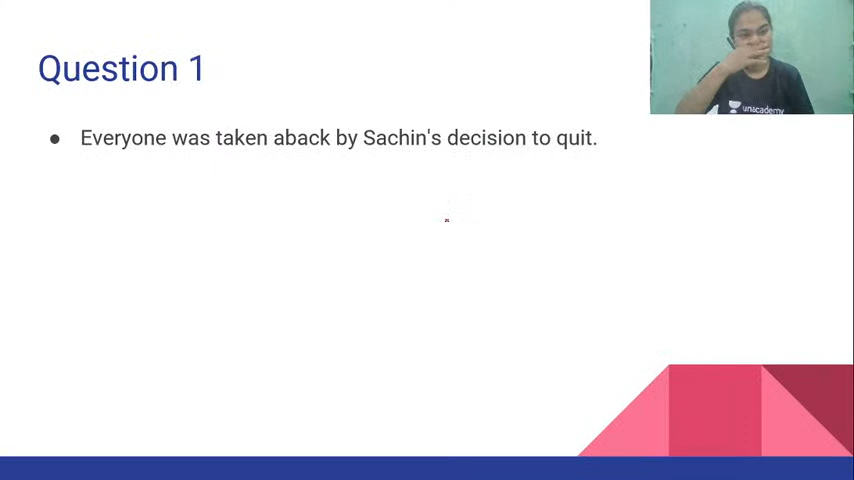 Question 1
● Everyone was taken aback by Sachin's decision to quit.
unacademy